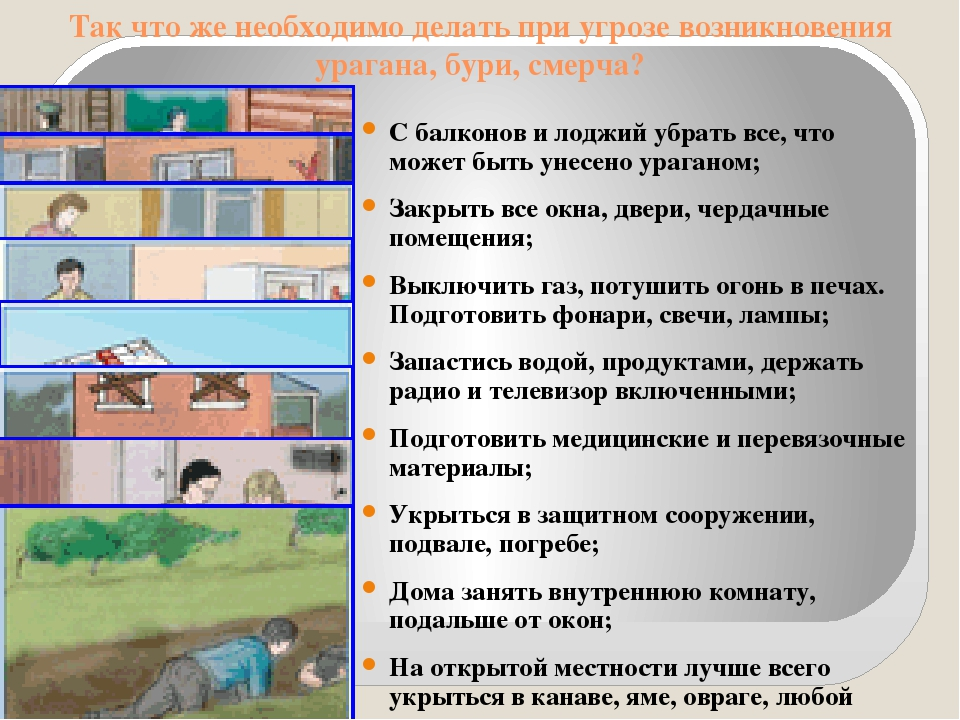 Так что же необходимо делать при угрозе возникновения
урагана, бури, смерча?
• С балконов и лоджий убрать все, что
может быть унесено ураганом;
• Закрыть все окна, двери, чердачные
помещения;
• Выключить газ, потушить огонь в печах.
Подготовить фонари, свечи, лампы;
• Запастись водой, продуктами, держать
радио и телевизор включенными;
• Подготовить медицинские и перевязочные
материалы;
• Укрыться в защитном сооружении,
подвале, погребе;
• Дома занять внутреннюю комнату,
подальше от окон;
• На открытой местности лучше всего
укрыться в канаве, яме, овраге, любой